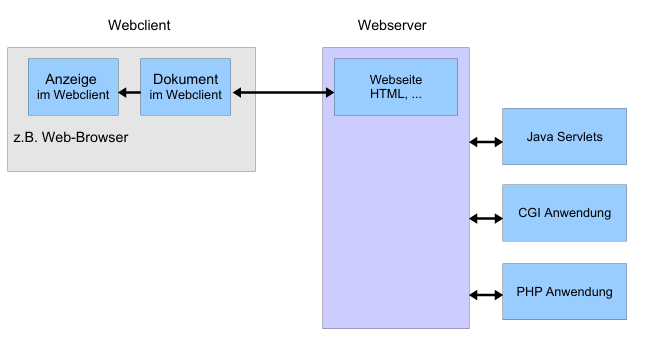 Webclient
Webserver
Anzeige
im Webclient
Dokument
im Webclient
z.B. Web-Browser
Webseite
HTML, ...
Java Servlets
CGI Anwendung
PHP Anwendung